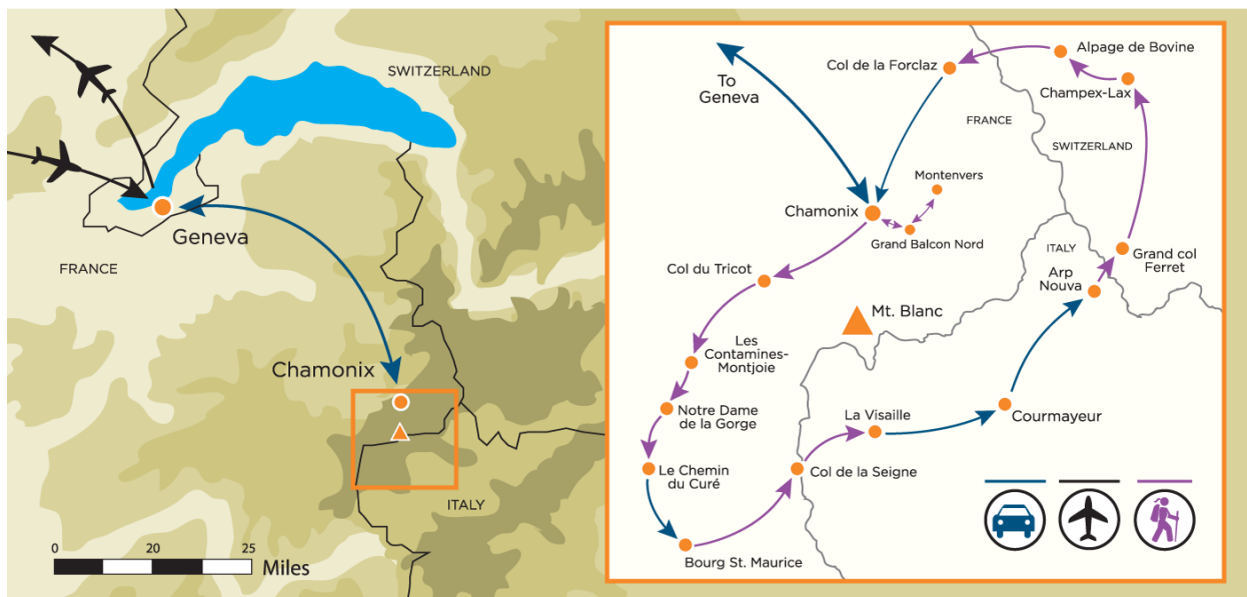 SWITZERLAND
Geneva
FRANCE
Chamonix
ITALY
0
20
25
Miles
To
Geneva
Col de la Forclaz
Alpage de Bovine
Champex-Lax
FRANCE
SWITZERLAND
Montenvers
Chamonix
Grand Balcon Nord
ITALY
Grand col
Ferret
Arp
Nouva
Col du Tricot
Mt. Blanc
Les
Contamines-
Montjoie
Notre Dame
de la Gorge
La Visaille
Courmayeur
Le Chemin
du Curé
Col de la Seigne
Bourg St. Maurice